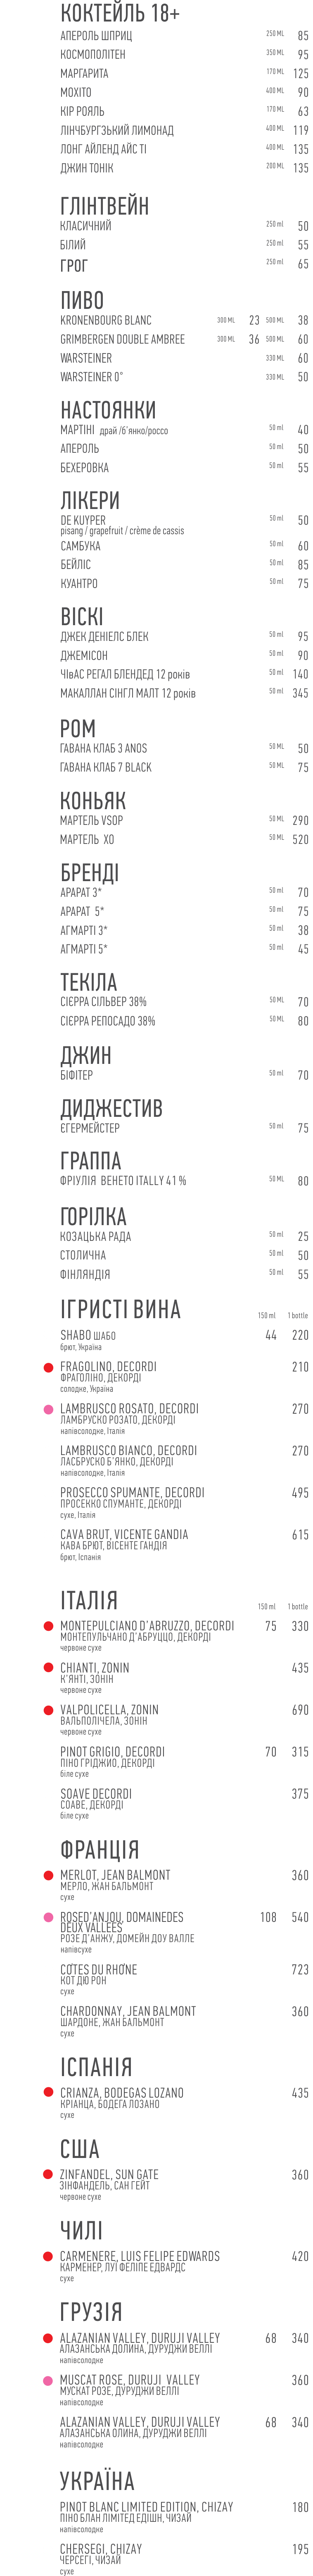 КОКТЕЙЛЬ 18+
АПЕРОЛЬ ШПРИЦ 250 ML 85
КОСМОПОЛІТЕН 350 ML 95
МАРГАРИТА 170 ML 125
МОХІТО 400 ML 90
КІР РОЯЛЬ 170 ML 63
ЛІНЧБУРГЗЬКИЙ ЛИМОНАД 400 ML 119
ЛОНГ АЙЛЕНД АЙС ТІ 400 ML 135
ДЖИН ТОНІК 200 ML 135
ГЛІНТВЕЙН
КЛАСИЧНИЙ 250 ml 50
БІЛИЙ 250 ml 55
ГРОГ 250 ml 65
ПИВО
KRONENBOURG BLANC 300 ML 23 500 ML 38
GRIMBERGEN DOUBLE AMBREE 300 ML 36 500 ML 60
WARSTEINER 330 ML 60
WARSTEINER 0° 330 ML 50
НАСТОЯНКИ
МАРТІНІ драй /б'янко/россо 50 ml 40
АПЕРОЛЬ 50 ml 50
БЕХЕРОВКА 50 ml 55
ЛІКЕРИ
DE KUYPER 50 ml 50
pisang / grapefruit / crème de cassis
САМБУКА 50 ml 60
БЕЙЛІС 50 ml 85
КУАНТРО 50 ml 75
ВІСКІ
ДЖЕК ДЕНІЕЛС БЛЕК 50 ml 95
ДЖЕМІСОН 50 ml 90
ЧІвАС РЕГАЛ БЛЕНДЕД 12 років 50 ml 140
МАКАЛЛАН СІНГЛ МАЛТ 12 років 50 ml 345
РОМ
ГАВАНА КЛАБ 3 ANOS 50 ML 50
ГАВАНА КЛАБ 7 BLACK 50 ML 75
КОНЬЯК
МАРТЕЛЬ VSOP 50 ML 290
МАРТЕЛЬ XO 50 ML 520
БРЕНДІ
АРАРАТ 3* 50 ml 70
АРАРАТ 5* 50 ml 75
АГМАРТІ 3* 50 ml 38
АГМАРТІ 5* 50 ml 45
ТЕКІЛА
СІЄРРА СІЛЬВЕР 38% 50 ML 70
СІЄРРА РЕПОСАДО 38% 50 ML 80
ДЖИН
БІФІТЕР 50 ml 70
ДИДЖЕСТИВ
ЄГЕРМЕЙСТЕР 50 ml 75
ГРАППА
ФРІУЛІЯ ВЕНЕТО ITALLY 41 % 50 ML 80
ГОРІЛКА
КОЗАЦЬКА РАДА 50 ml 25
СТОЛИЧНА 50 ml 50
ФІНЛЯНДІЯ 50 ml 55
ІГРИСТІ ВИНА 150 ml 1 bottle
SHABO ШАБО 44 220
брют, Україна
FRAGOLINO, DECORDI 210
ФРАГОЛІНО, ДЕКОРДІ
солодке, Україна
LAMBRUSCO ROSATO, DECORDI 270
ЛАМБРУСКО РОЗАТО, ДЕКОРДІ
напівсолодке, Італія
LAMBRUSCO BIANCO, DECORDI 270
ЛАСБРУСКО Б'ЯНКО, ДЕКОРДІ
напівсолодке, Італія
PROSECCO SPUMANTE, DECORDI 495
ПРОСЕККО СПУМАНТЕ, ДЕКОРДІ
сухе, Італія
CAVA BRUT, VICENTE GANDIA 615
КАВА БРЮТ, ВІСЕНТЕ ГАНДІЯ
брют, Іспанія
ІТАЛІЯ 150 ml 1 bottle
MONTEPULCIANO D'ABRUZZO, DECORDI 75 330
МОНТЕПУЛЬЧАНО Д'АБРУЦЦО, ДЕКОРДІ
червоне сухе
CHIANTI, ZONIN 435
К'ЯНТІ, ЗОНІН
червоне сухе
VALPOLICELLA, ZONIN 690
ВАЛЬПОЛІЧЕЛА, ЗОНІН
червоне сухе
PINOT GRIGIO, DECORDI 70 315
ПІНО ГРІДЖИО, ДЕКОРДІ
біле сухе
SOAVE DECORDI 375
СОАВЕ, ДЕКОРДІ
біле сухе
ФРАНЦІЯ
MERLOT, JEAN BALMONT 360
МЕРЛО, ЖАН БАЛЬМОНТ
сухе
ROSED'ANJOU, DOMAINEDES 108 540
DEUX VALLEES
РОЗЕ Д'АНЖУ, ДОМЕЙН ДОУ ВАЛЛЕ
напівсухе
COTES DU RHONE 723
КОТ ДЮ РОН
сухе
CHARDONNAY, JEAN BALMONT 360
ШАРДОНЕ, ЖАН БАЛЬМОНТ
сухе
ІСПАНІЯ
CRIANZA, BODEGAS LOZANO 435
КРІАНЦА, БОДЕГА ЛОЗАНО
сухе
США
ZINFANDEL, SUN GATE 360
ЗІНФАНДЕЛЬ, САН ГЕЙТ
червоне сухе
ЧИЛІ
CARMENERE, LUIS FELIPE EDWARDS 420
КАРМЕНЕР, ЛУЇ ФЕЛІПЕ ЕДВАРДС
сухе
ГРУЗІЯ
ALAZANIAN VALLEY, DURUJI VALLEY 68 340
АЛАЗАНСЬКА ДОЛИНА, ДУРУДЖИ ВЕЛЛІ
напівсолодке
MUSCAT ROSE, DURUJI VALLEY 360
МУСКАТ РОЗЕ, ДУРУДЖИ ВЕЛЛІ
напівсолодке
ALAZANIAN VALLEY, DURUJI VALLEY 68 340
АЛАЗАНСЬКА ОЛИНА, ДУРУДЖИ ВЕЛЛІ
напівсолодке
УКРАЇНА
PINOT BLANC LIMITED EDITION, CHIZAY 180
ПІНО БЛАН ЛІМІТЕД ЕДІШН, ЧИЗАЙ
напівсолодке
CHERSEGI, CHIZAY 195
ЧЕРСЕГІ, ЧИЗАЙ
сухе